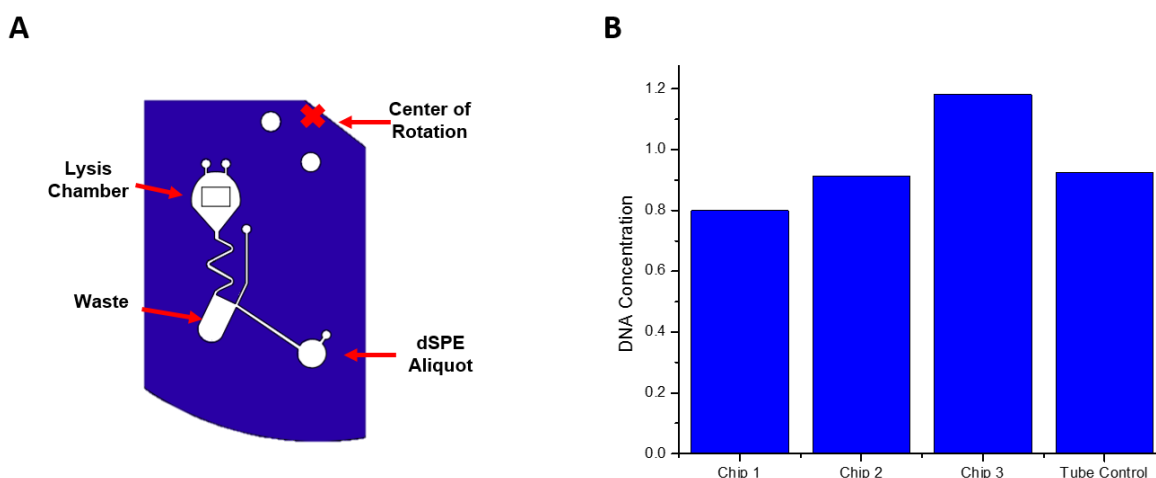 A
Center of
Rotation
Lysis
Chamber
Waste
dSPE
Aliquot
B
DNA Concentration
1.2
1.0
0.8
0.6
0.4
0.2
0.0
Chip 1
Chip 2
Chip 3
Tube Control